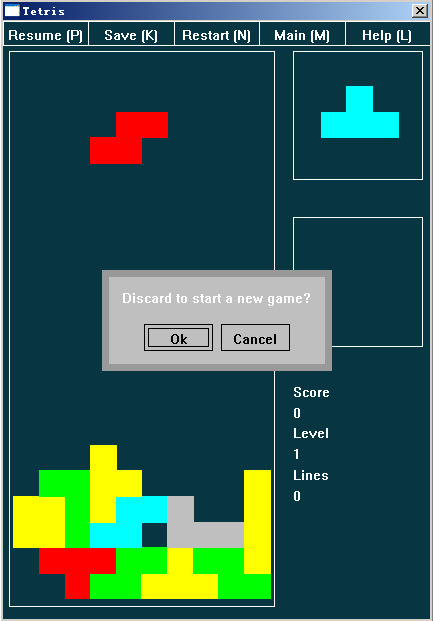 Tetris
Resume (P) Save (K) Restart (N) Main (M) Help (L)
Discard to start a new game?
Ok Cancel
Score
0
Level
1
Lines
0